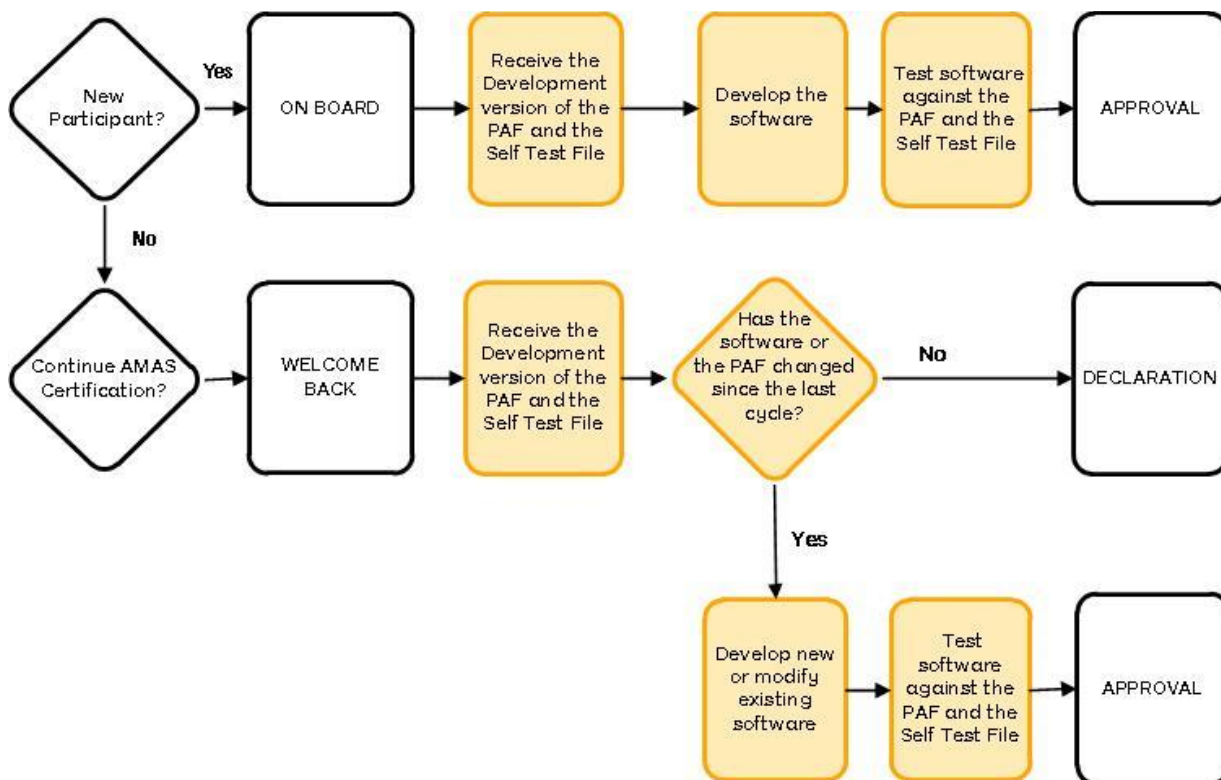 New
Participant?
Yes
ON BOARD
Receive the
Development
version of the
PAF and the
Self Test File
Develop the
software
Test software
against the
PAF and the
Self Test File
APPROVAL
No
Continue AMAS
Certification?
WELCOME
BACK
Receive the
Development
version of the
PAF and the
Self Test File
Has the
software or
the PAF changed
since the last
cycle?
No
DECLARATION
Yes
Develop new
or modify
existing
software
Test
software
against the
PAF and the
Self Test File
APPROVAL